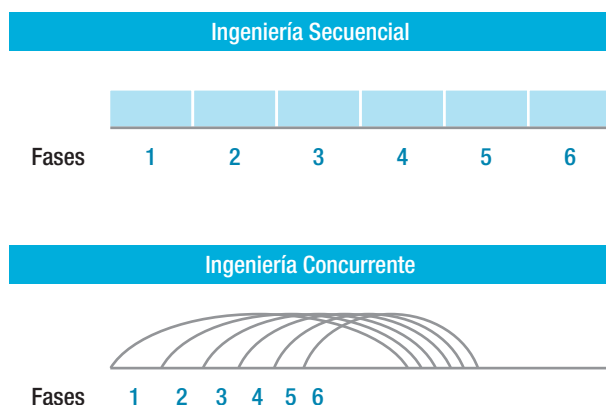 Ingeniería Secuencial
Fases 1 2 3 4 5 6
Ingeniería Concurrente
Fases 1 2 3 4 5 6